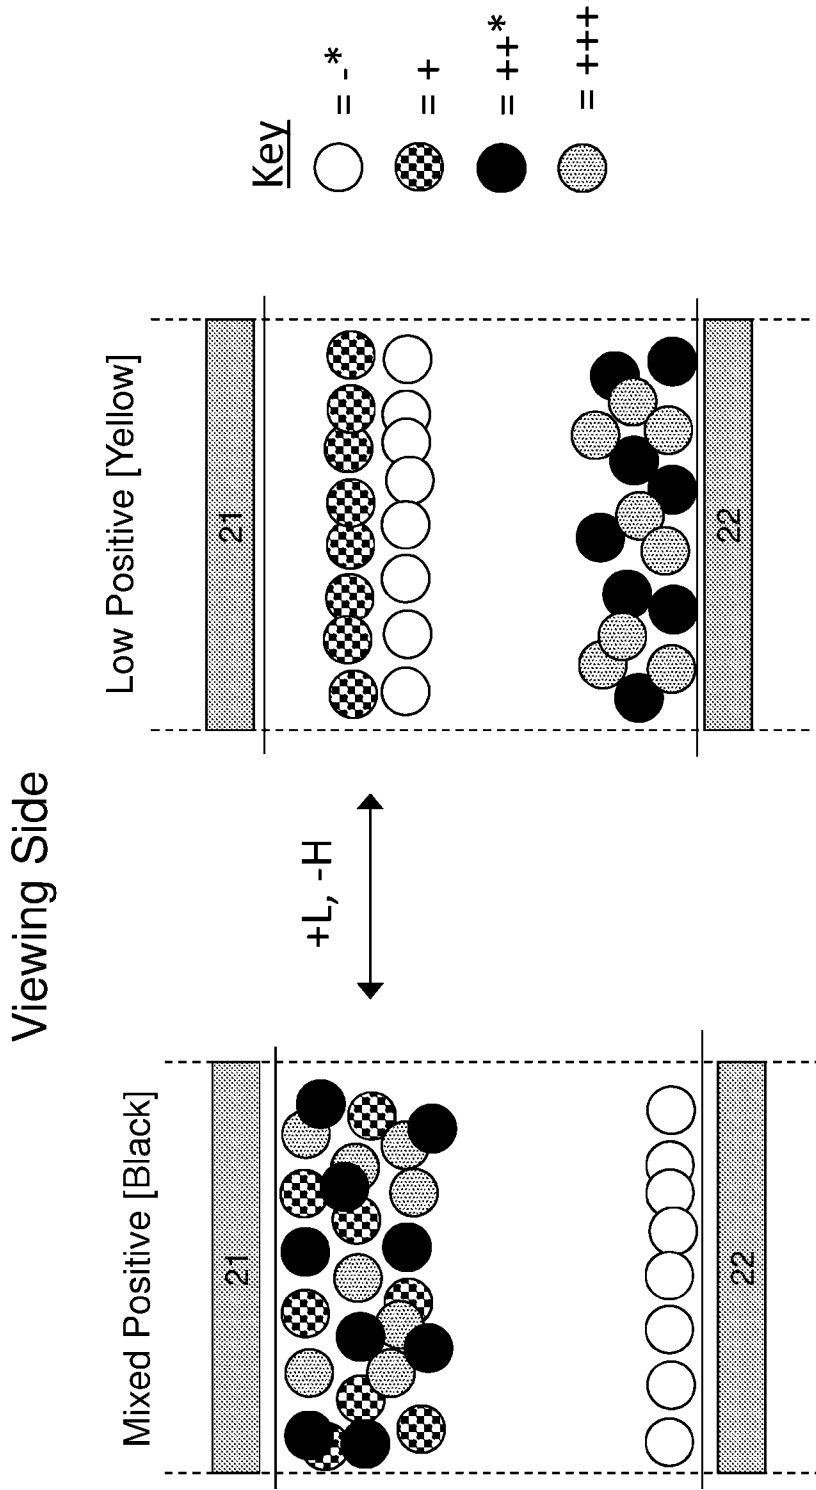 Viewing Side
Mixed Positive [Black]
21
22
+L, -H
Low Positive [Yellow]
21
22
Key
= -*
= +
= ++*
= +++